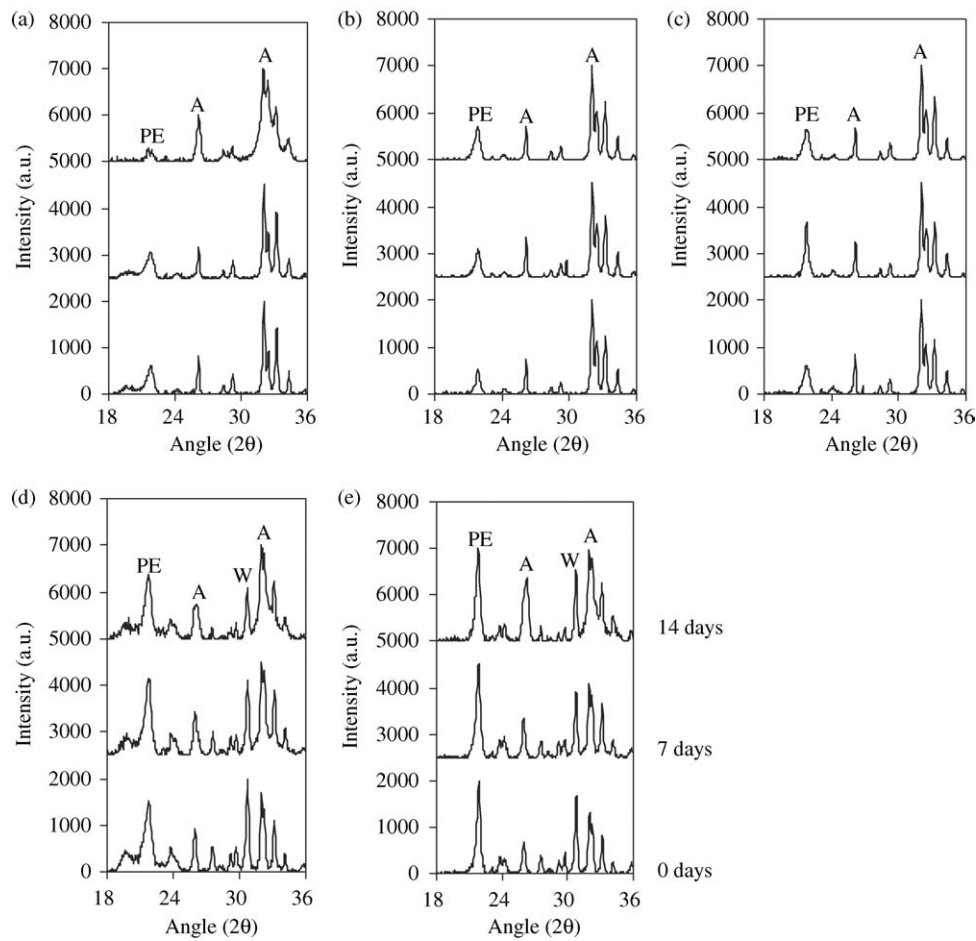 (a)
8000
7000
6000
5000
4000
3000
2000
1000
0
18 24 30 36
Intensity (a.u.)
Angle (2θ)
PE
A
A
(b)
8000
7000
6000
5000
4000
3000
2000
1000
0
18 24 30 36
Intensity (a.u.)
Angle (2θ)
PE
A
A
(c)
8000
7000
6000
5000
4000
3000
2000
1000
0
18 24 30 36
Intensity (a.u.)
Angle (2θ)
PE
A
A
(d)
8000
7000
6000
5000
4000
3000
2000
1000
0
18 24 30 36
Intensity (a.u.)
Angle (2θ)
PE
A
W
A
(e)
8000
7000
6000
5000
4000
3000
2000
1000
0
18 24 30 36
Intensity (a.u.)
Angle (2θ)
PE
A
W
A
14 days
7 days
0 days